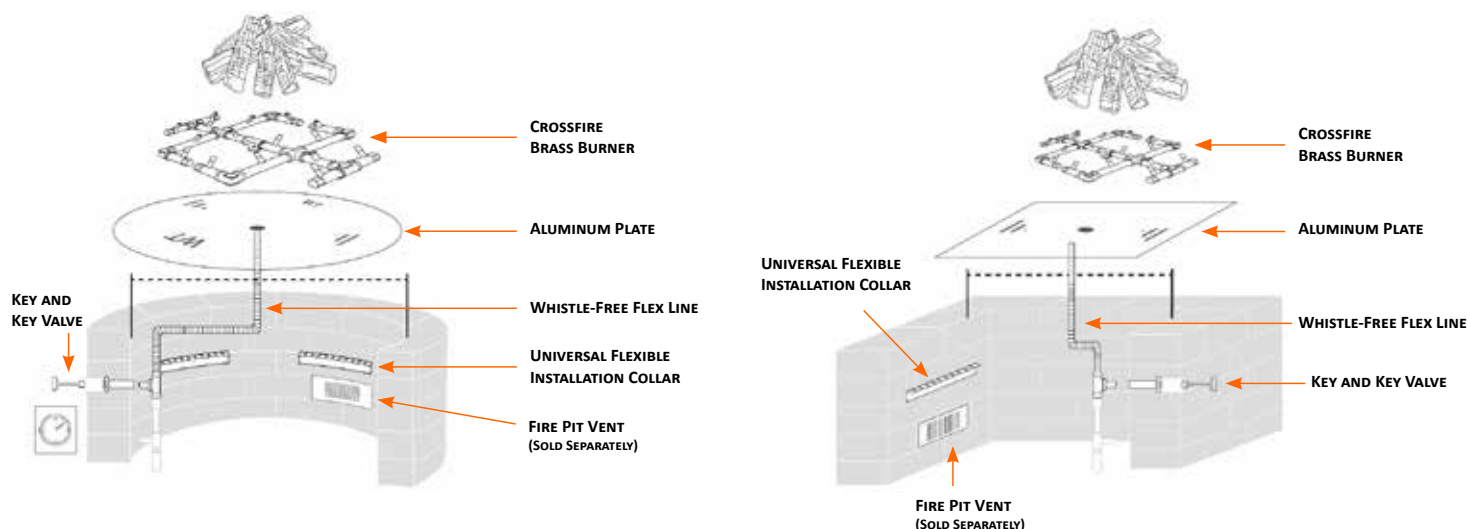 CROSSFIRE
BRASS BURNER
ALUMINUM PLATE
KEY AND
KEY VALVE
WHISTLE-FREE FLEX LINE
UNIVERSAL FLEXIBLE
INSTALLATION COLLAR
FIRE PIT VENT
(SOLD SEPARATELY)
CROSSFIRE
BRASS BURNER
ALUMINUM PLATE
UNIVERSAL FLEXIBLE
INSTALLATION COLLAR
WHISTLE-FREE FLEX LINE
KEY AND KEY VALVE
FIRE PIT VENT
(SOLD SEPARATELY)